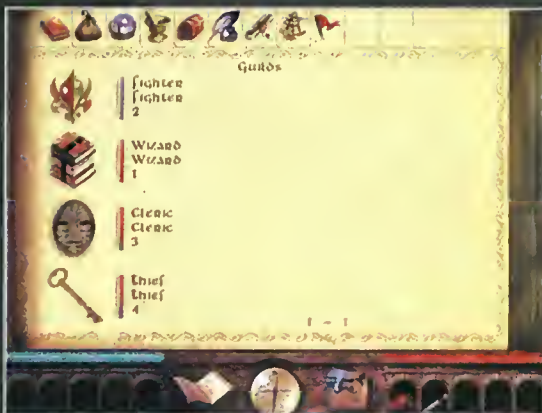 Guilds
Fighter
Fighter
2
Wizard
Wizard
1
Cleric
Cleric
3
Thief
Thief
4
1 - 1